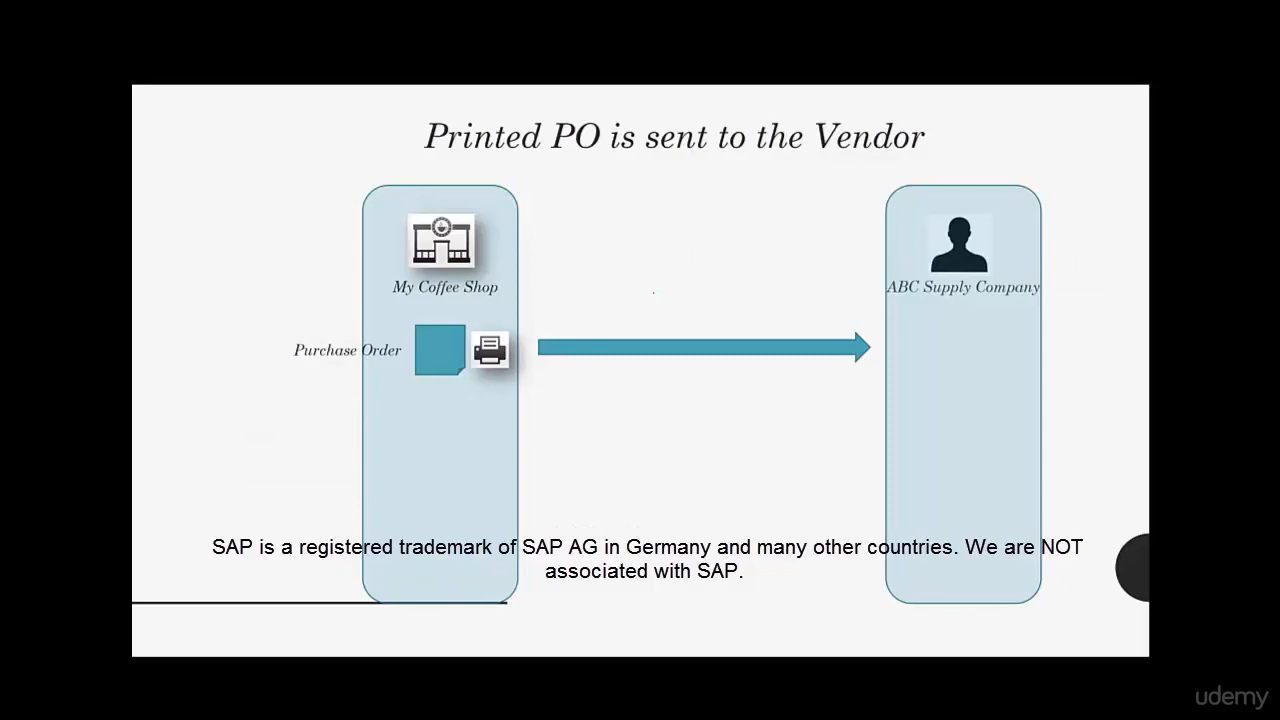 Printed PO is sent to the Vendor
My Coffee Shop
ABC Supply Company
Purchase Order
SAP is a registered trademark of SAP AG in Germany and many other countries. We are NOT
associated with SAP.
udemy